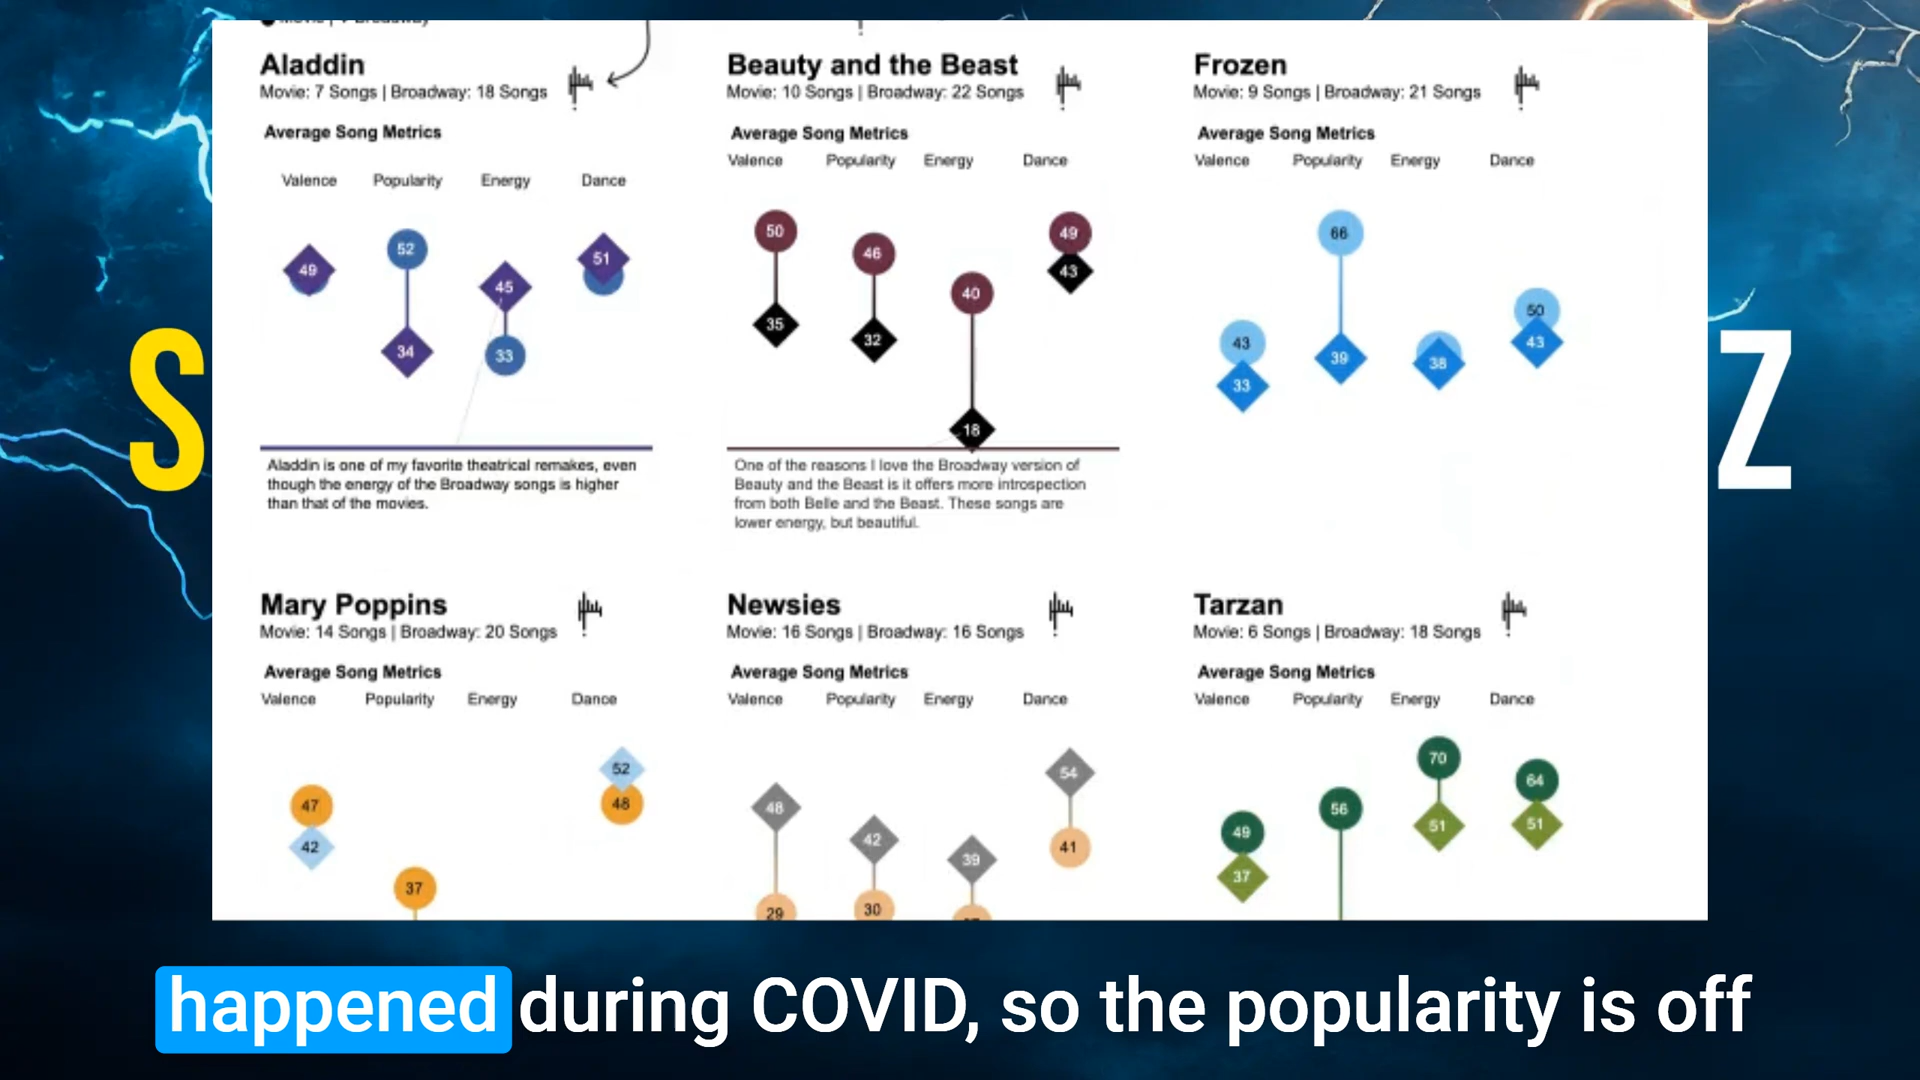 Aladdin
Movie: 7 Songs | Broadway: 18 Songs
Average Song Metrics
Valence Popularity Energy Dance
49 52 34 45 33 51
Aladdin is one of my favorite theatrical remakes, even
though the energy of the Broadway songs is higher
than that of the movies.
Beauty and the Beast
Movie: 10 Songs | Broadway: 22 Songs
Average Song Metrics
Valence Popularity Energy Dance
50 35 46 32 40 18 49 43
One of the reasons I love the Broadway version of
Beauty and the Beast is it offers more introspection
from both Belle and the Beast. These songs are
lower energy, but beautiful.
Frozen
Movie: 9 Songs | Broadway: 21 Songs
Average Song Metrics
Valence Popularity Energy Dance
43 33 66 39 38 50 43
Mary Poppins
Movie: 14 Songs | Broadway: 20 Songs
Average Song Metrics
Valence Popularity Energy Dance
47 42 37 52 48
Newsies
Movie: 16 Songs | Broadway: 16 Songs
Average Song Metrics
Valence Popularity Energy Dance
48 29 42 30 39 54 41
Tarzan
Movie: 6 Songs | Broadway: 18 Songs
Average Song Metrics
Valence Popularity Energy Dance
49 37 56 70 51 64 51
S
Z
happened during COVID, so the popularity is off